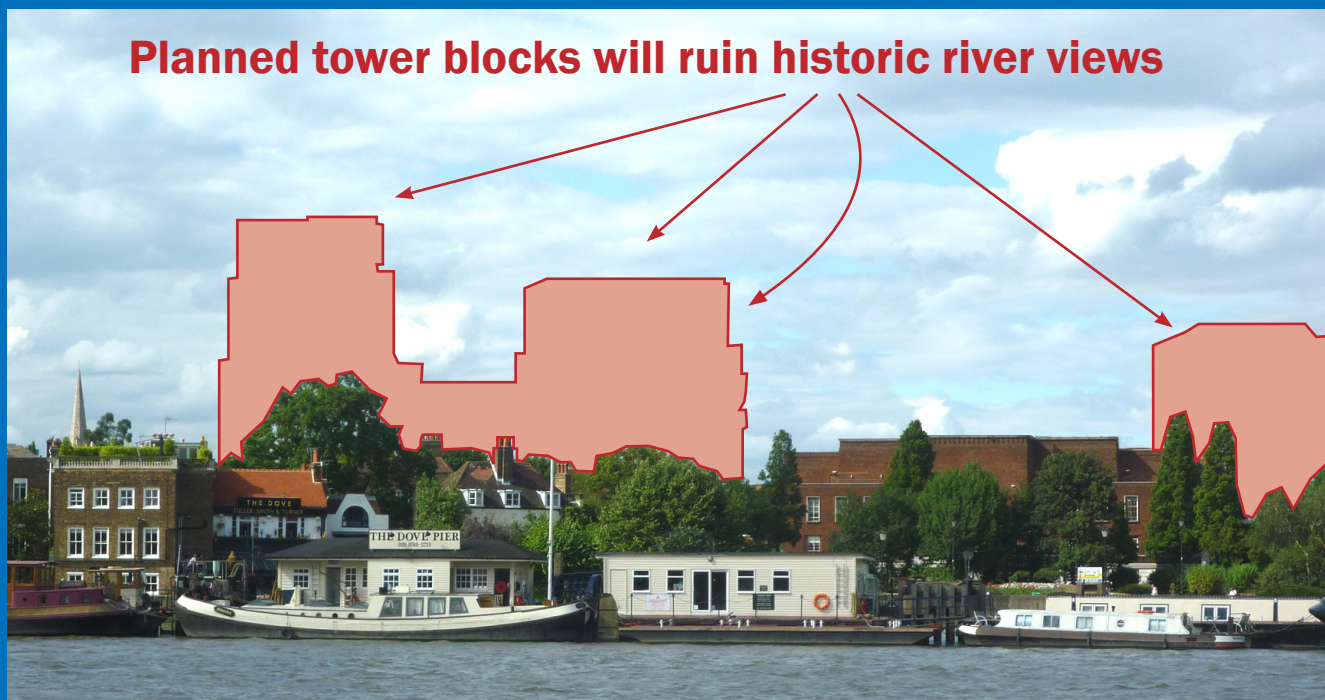 Planned tower blocks will ruin historic river views
THE DOVE
FULLER, SMITH & TURNER
THE DOVE PIER